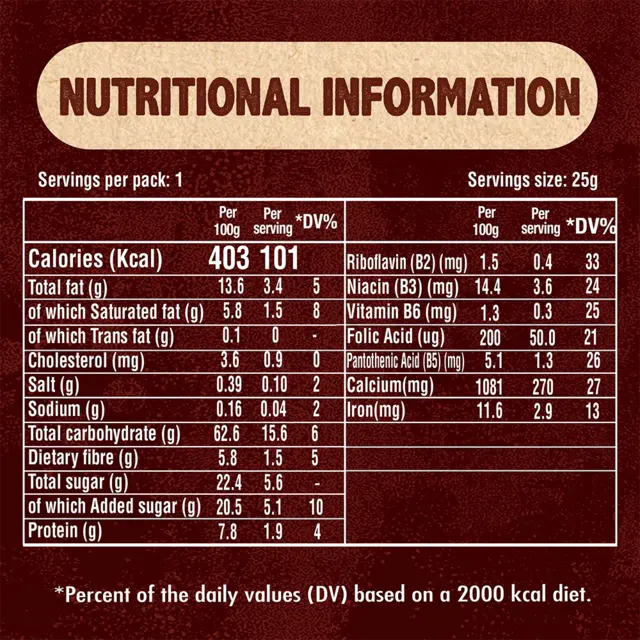 NUTRITIONAL INFORMATION
Servings per pack: 1
Servings size: 25g
Per 100g Per serving *DV%
Calories (Kcal) 403 101
Total fat (g) 13.6 3.4 5
of which Saturated fat (g) 5.8 1.5 8
of which Trans fat (g) 0.1 0 -
Cholesterol (mg) 3.6 0.9 0
Salt (g) 0.39 0.10 2
Sodium (g) 0.16 0.04 2
Total carbohydrate (g) 62.6 15.6 6
Dietary fibre (g) 5.8 1.5 5
Total sugar (g) 22.4 5.6 -
of which Added sugar (g) 20.5 5.1 10
Protein (g) 7.8 1.9 4
Per 100g Per serving *DV%
Riboflavin (B2) (mg) 1.5 0.4 33
Niacin (B3) (mg) 14.4 3.6 24
Vitamin B6 (mg) 1.3 0.3 25
Folic Acid (ug) 200 50.0 21
Pantothenic Acid (B5) (mg) 5.1 1.3 26
Calcium(mg) 1081 270 27
Iron(mg) 11.6 2.9 13
*Percent of the daily values (DV) based on a 2000 kcal diet.